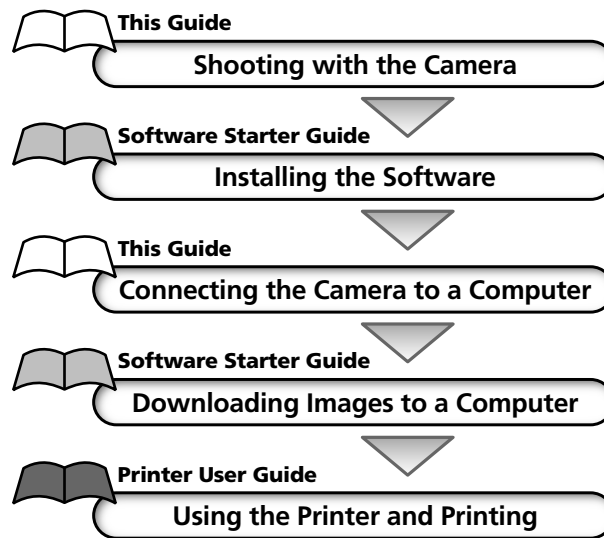 This Guide
Shooting with the Camera
Software Starter Guide
Installing the Software
This Guide
Connecting the Camera to a Computer
Software Starter Guide
Downloading Images to a Computer
Printer User Guide
Using the Printer and Printing